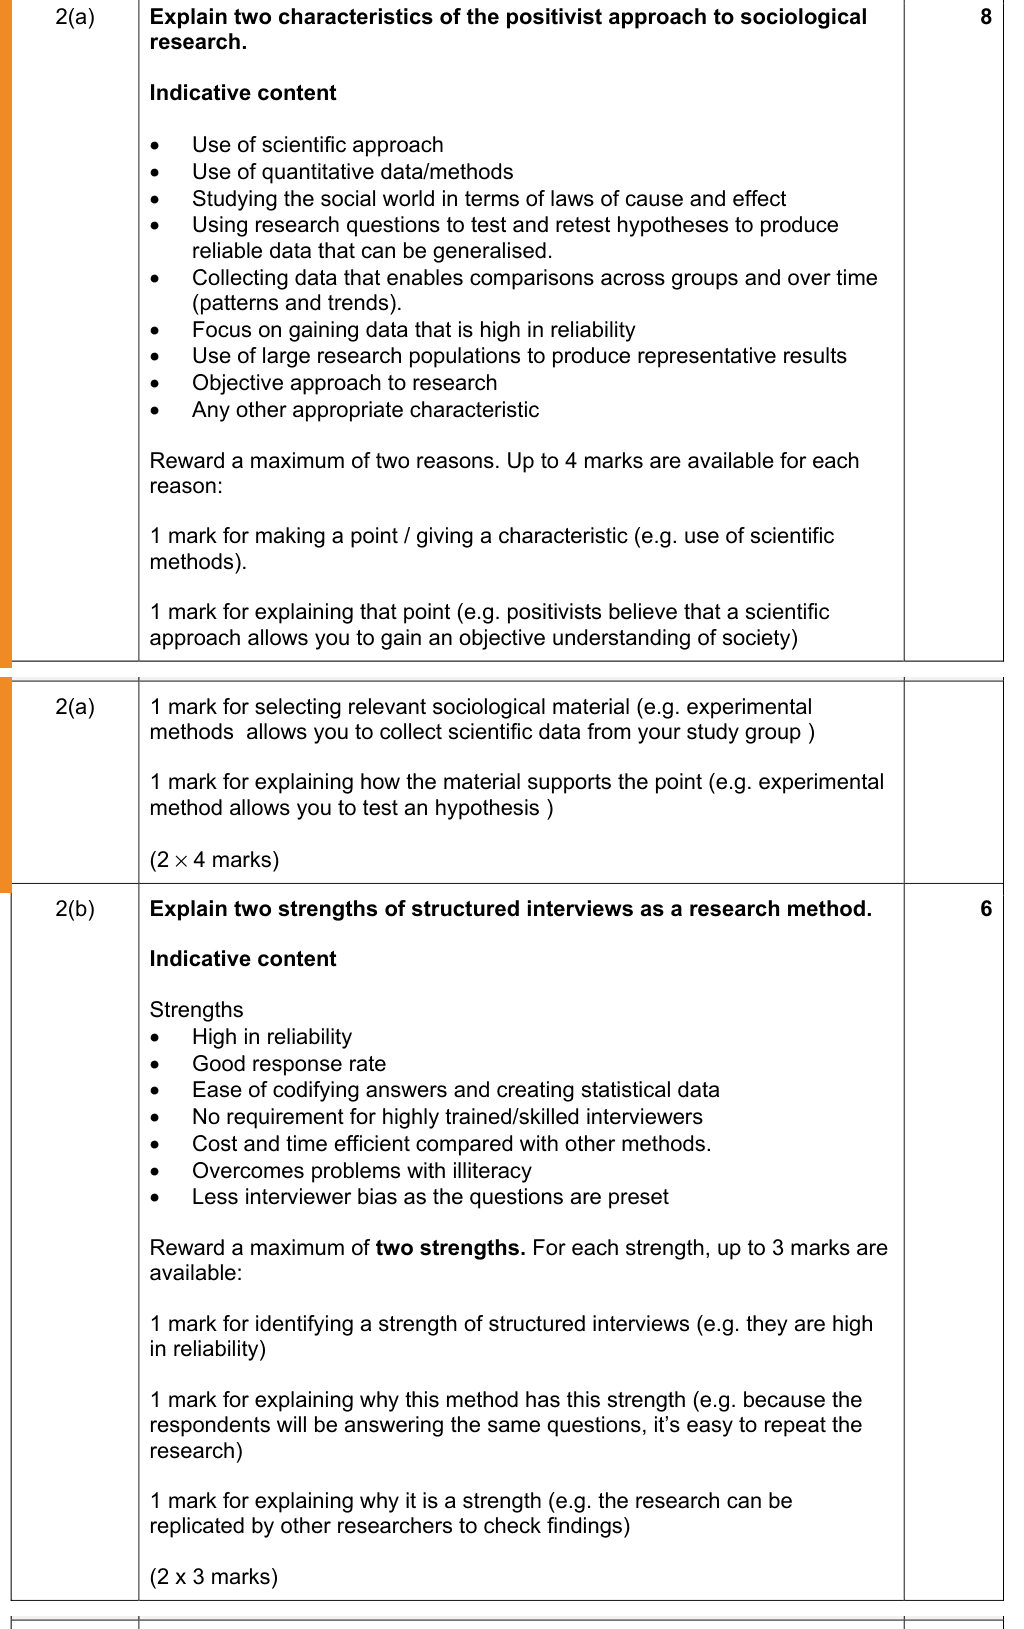 2(a)
Explain two characteristics of the positivist approach to sociological
8
research.
Indicative content
• Use of scientific approach
• Use of quantitative data/methods
• Studying the social world in terms of laws of cause and effect
• Using research questions to test and retest hypotheses to produce
reliable data that can be generalised.
• Collecting data that enables comparisons across groups and over time
(patterns and trends).
• Focus on gaining data that is high in reliability
• Use of large research populations to produce representative results
• Objective approach to research
• Any other appropriate characteristic
Reward a maximum of two reasons. Up to 4 marks are available for each
reason:
1 mark for making a point / giving a characteristic (e.g. use of scientific
methods).
1 mark for explaining that point (e.g. positivists believe that a scientific
approach allows you to gain an objective understanding of society)
2(a)
1 mark for selecting relevant sociological material (e.g. experimental
methods  allows you to collect scientific data from your study group )
1 mark for explaining how the material supports the point (e.g. experimental
method allows you to test an hypothesis )
(2 × 4 marks)
2(b)
Explain two strengths of structured interviews as a research method.
6
Indicative content
Strengths
• High in reliability
• Good response rate
• Ease of codifying answers and creating statistical data
• No requirement for highly trained/skilled interviewers
• Cost and time efficient compared with other methods.
• Overcomes problems with illiteracy
• Less interviewer bias as the questions are preset
Reward a maximum of two strengths. For each strength, up to 3 marks are
available:
1 mark for identifying a strength of structured interviews (e.g. they are high
in reliability)
1 mark for explaining why this method has this strength (e.g. because the
respondents will be answering the same questions, it's easy to repeat the
research)
1 mark for explaining why it is a strength (e.g. the research can be
replicated by other researchers to check findings)
(2 x 3 marks)